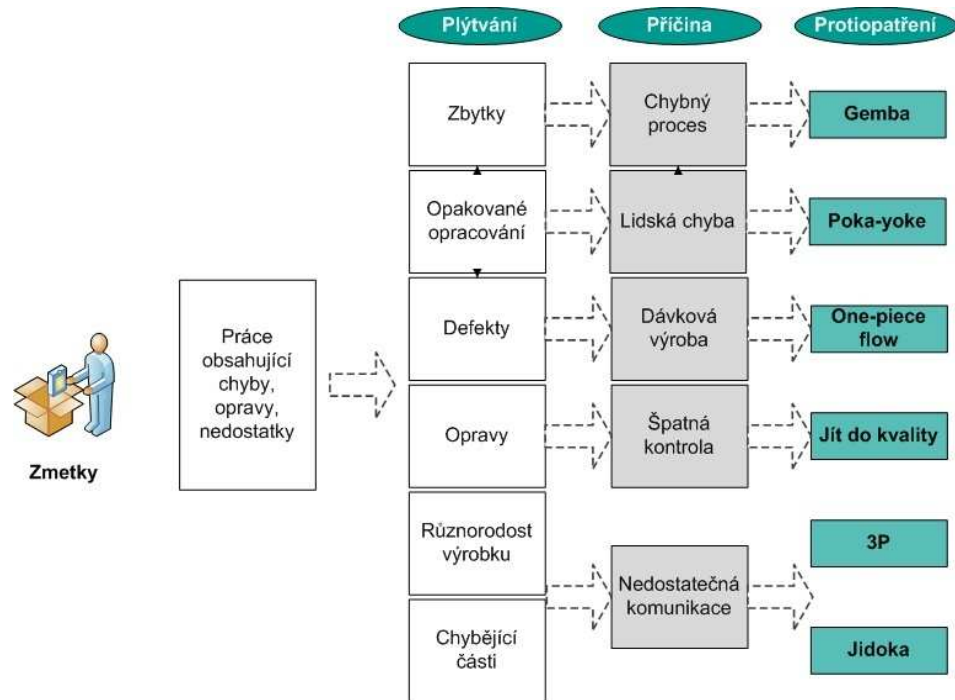 Plýtvání
Příčina
Protiopatření
Zbytky
Chybný
proces
Gemba
Opakované
opracování
Lidská chyba
Poka-yoke
Práce
obsahující
chyby,
opravy,
nedostatky
Zmetky
Defekty
Dávková
výroba
One-piece
flow
Opravy
Špatná
kontrola
Jít do kvality
Různorodost
výrobku
Nedostatečná
komunikace
3P
Chybějící
části
Jidoka